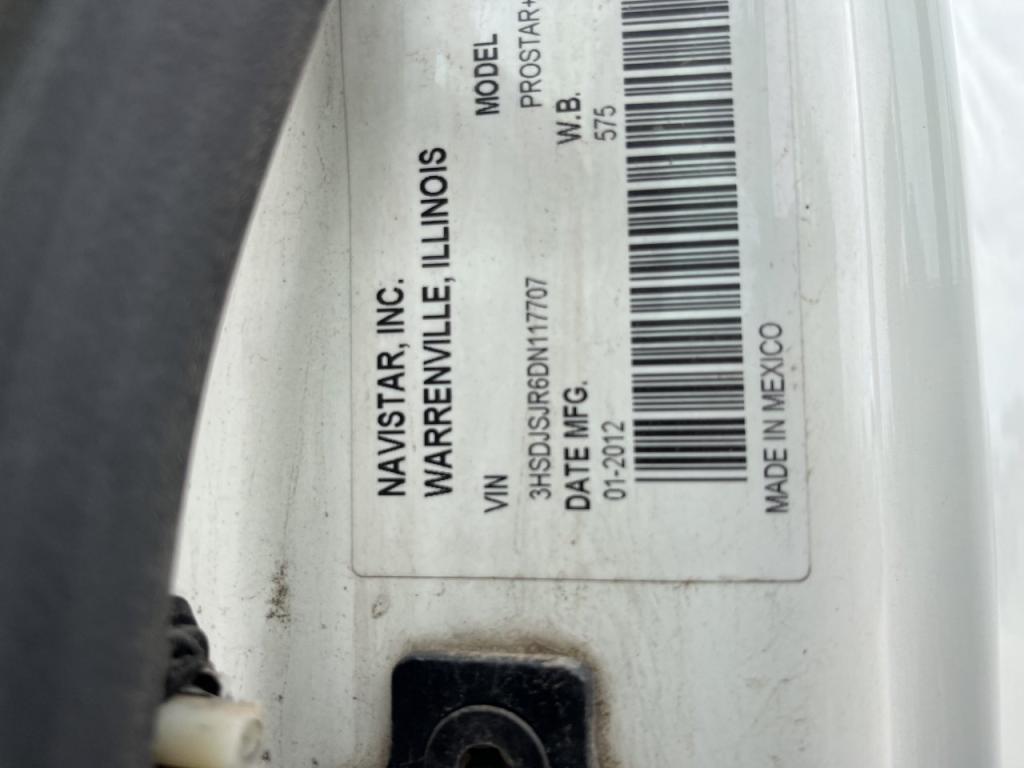 NAVISTAR, INC.
WARRENVILLE, ILLINOIS
VIN MODEL
3HSDJSJR6DN117707 PROSTAR+
DATE MFG. W.B.
01-2012 575
MADE IN MEXICO